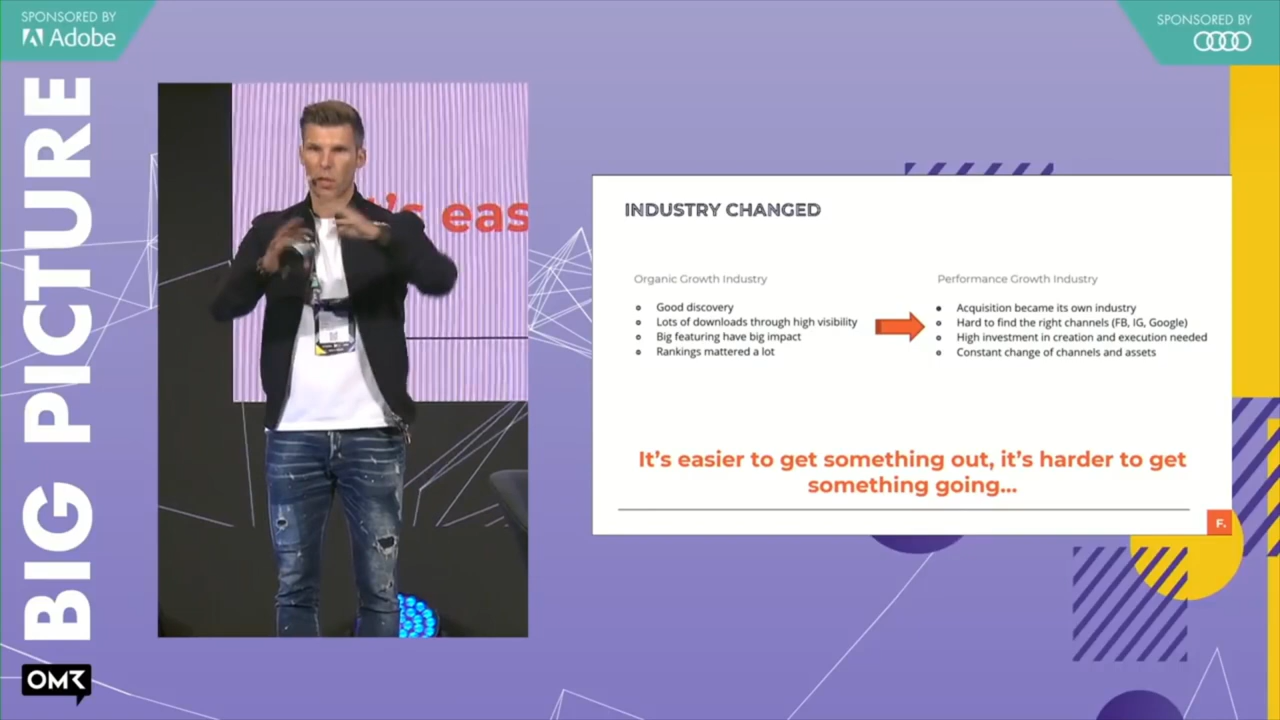 SPONSORED BY
Adobe
SPONSORED BY
BIG PICTURE
OMR
's eas
INDUSTRY CHANGED
Organic Growth Industry
Good discovery
Lots of downloads through high visibility
Big featuring have big impact
Rankings mattered a lot
Performance Growth Industry
Acquisition became its own industry
Hard to find the right channels (FB, IG, Google)
High investment in creation and execution needed
Constant change of channels and assets
It's easier to get something out, it's harder to get
something going...
F.